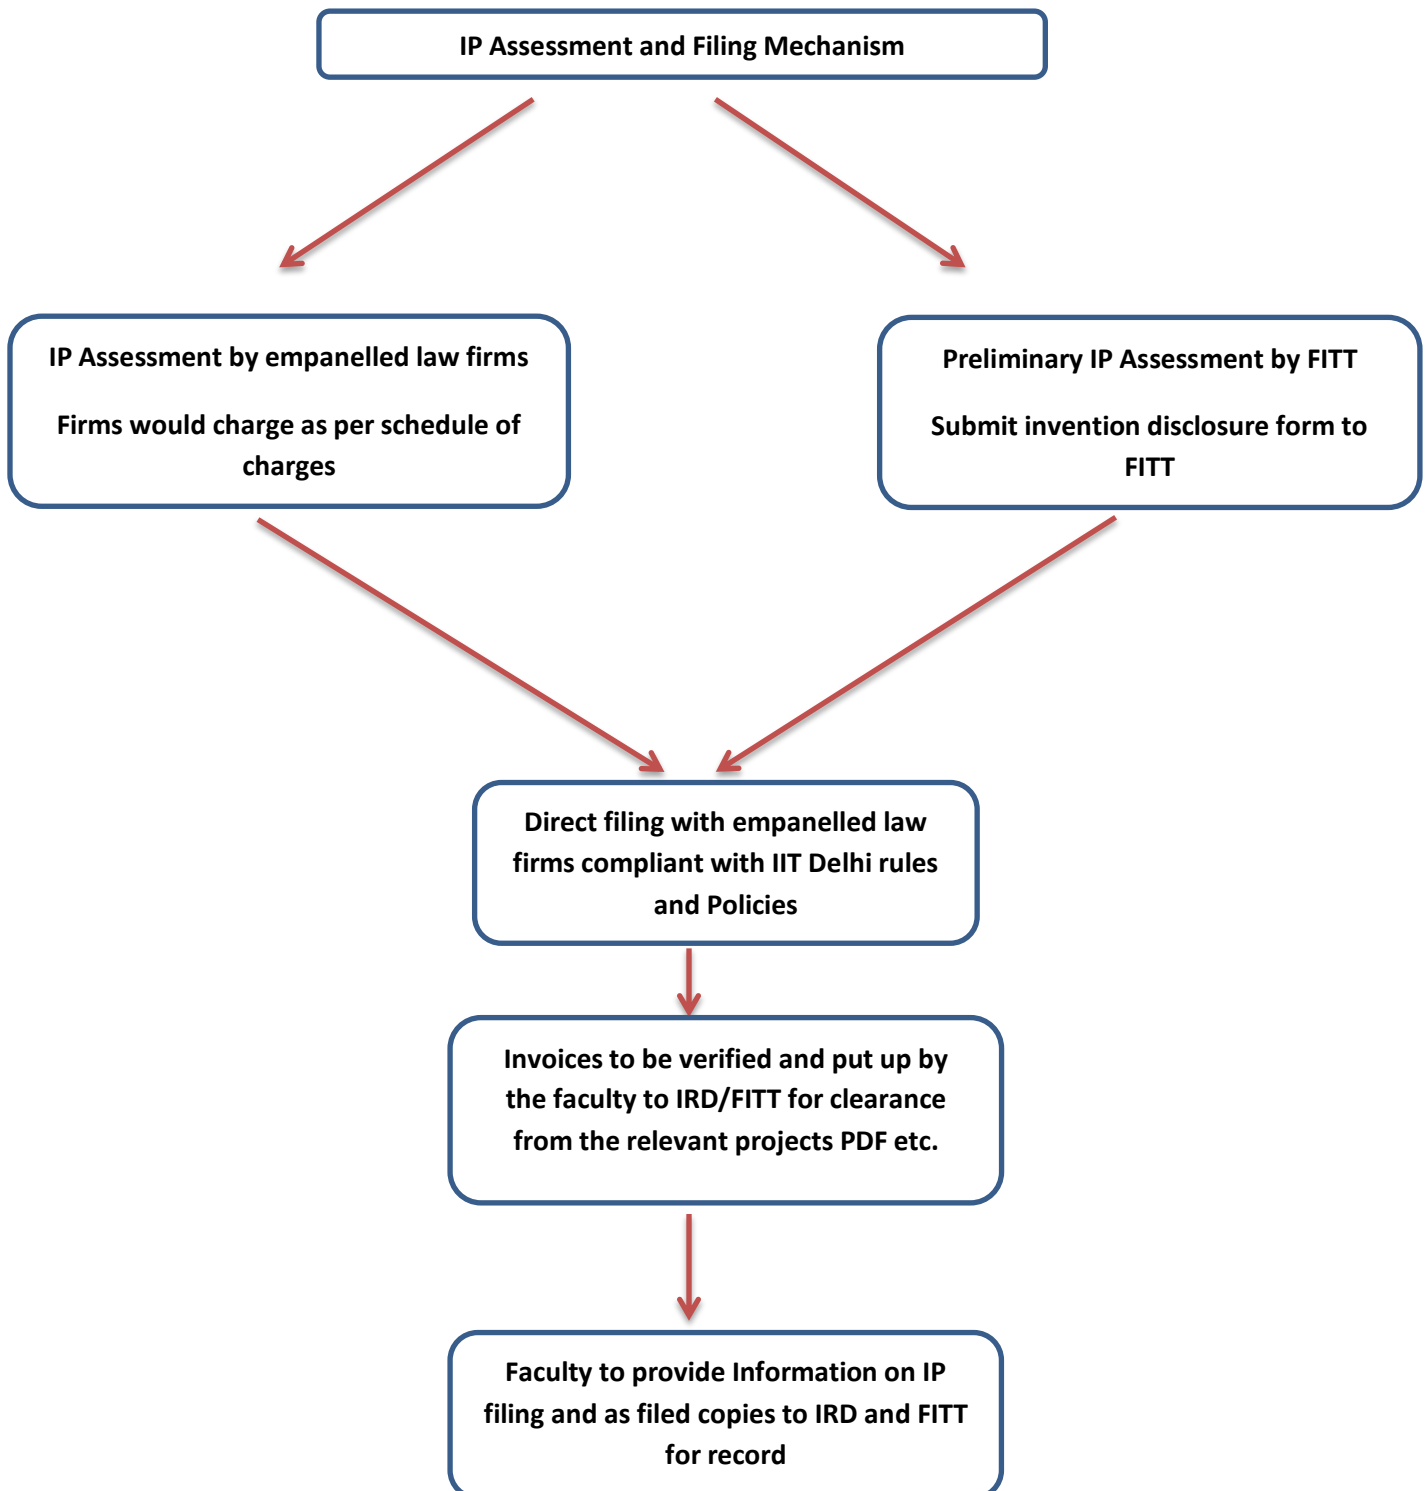 IP Assessment and Filing Mechanism
IP Assessment by empanelled law firms
Firms would charge as per schedule of
charges
Preliminary IP Assessment by FITT
Submit invention disclosure form to
FITT
Direct filing with empanelled law
firms compliant with IIT Delhi rules
and Policies
Invoices to be verified and put up by
the faculty to IRD/FITT for clearance
from the relevant projects PDF etc.
Faculty to provide Information on IP
filing and as filed copies to IRD and FITT
for record